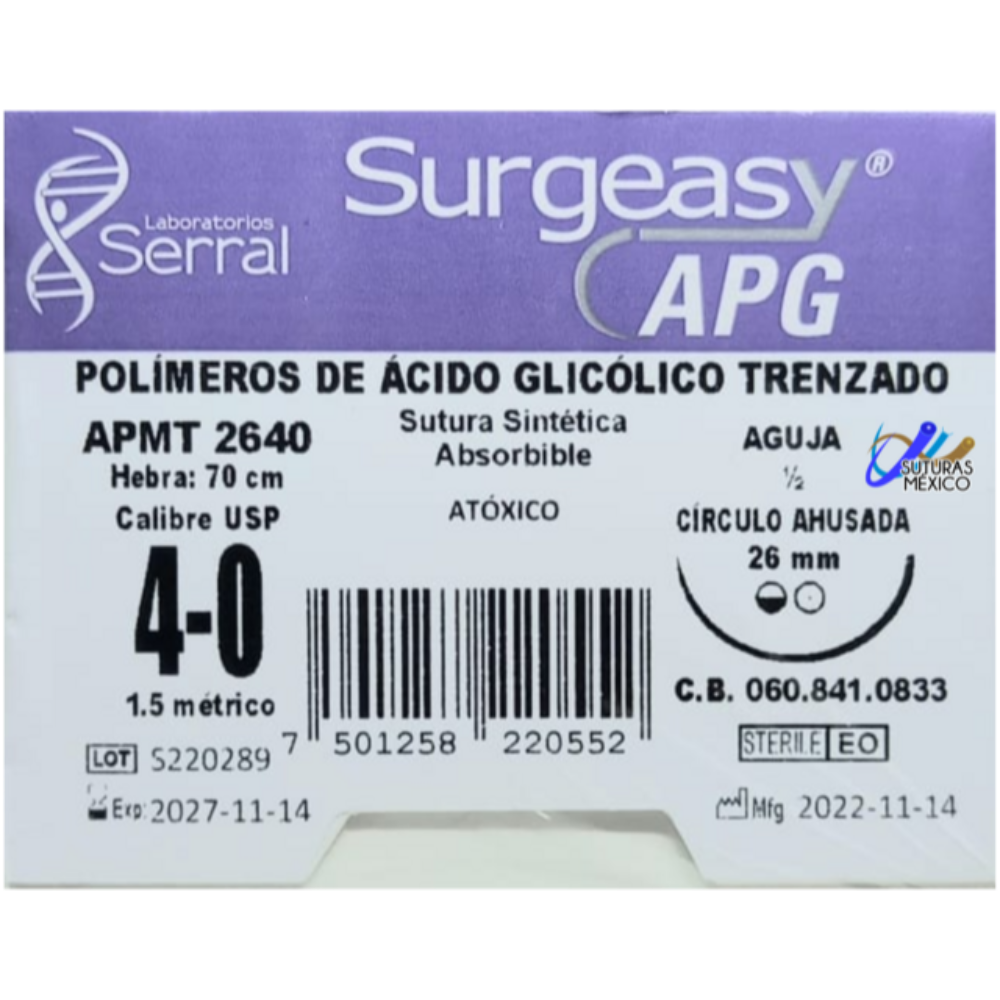 Laboratorios
Serral
Surgeasy®
APG
POLÍMEROS DE ÁCIDO GLICÓLICO TRENZADO
APMT 2640
Hebra: 70 cm
Calibre USP
4-0
1.5 métrico
LOT S220289
Exp: 2027-11-14
Sutura Sintética
Absorbible
ATÓXICO
7 501258 220552
AGUJA
½
CÍRCULO AHUSADA
26 mm
C.B. 060.841.0833
STERILE EO
Mfg 2022-11-14
SUTURAS
MÉXICO